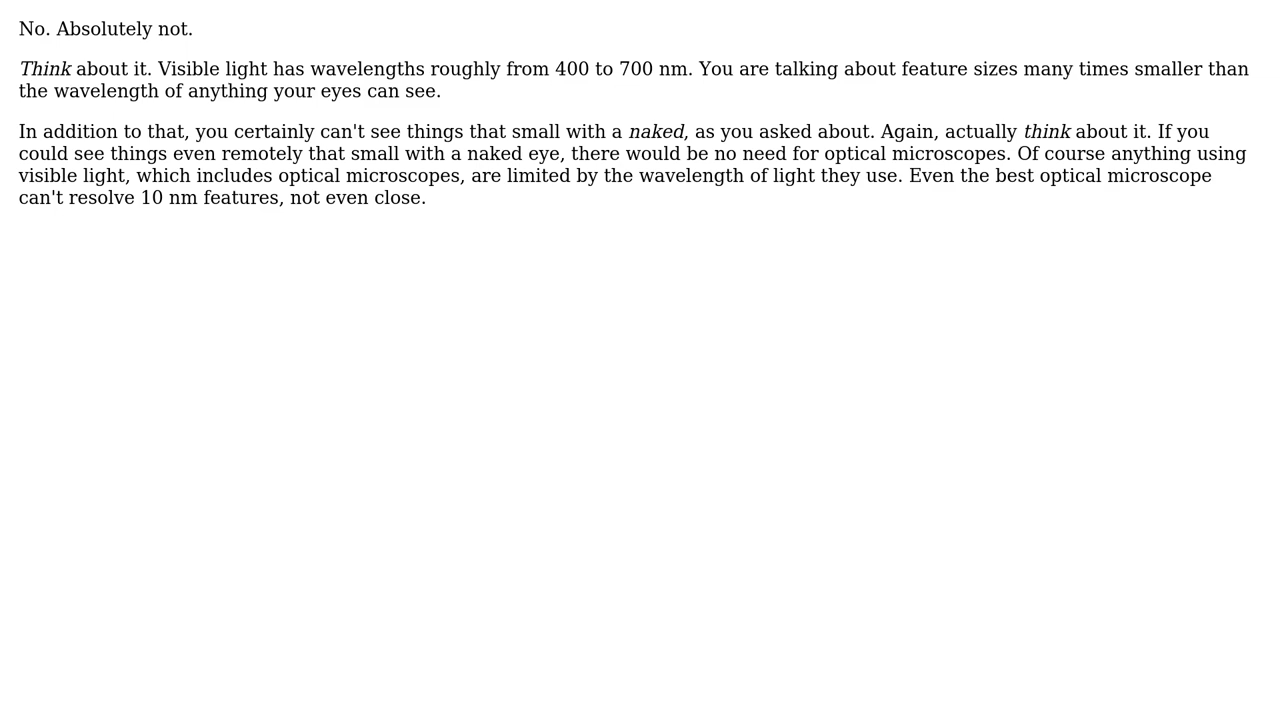 No. Absolutely not.
Think about it. Visible light has wavelengths roughly from 400 to 700 nm. You are talking about feature sizes many times smaller than
the wavelength of anything your eyes can see.
In addition to that, you certainly can't see things that small with a naked, as you asked about. Again, actually think about it. If you
could see things even remotely that small with a naked eye, there would be no need for optical microscopes. Of course anything using
visible light, which includes optical microscopes, are limited by the wavelength of light they use. Even the best optical microscope
can't resolve 10 nm features, not even close.